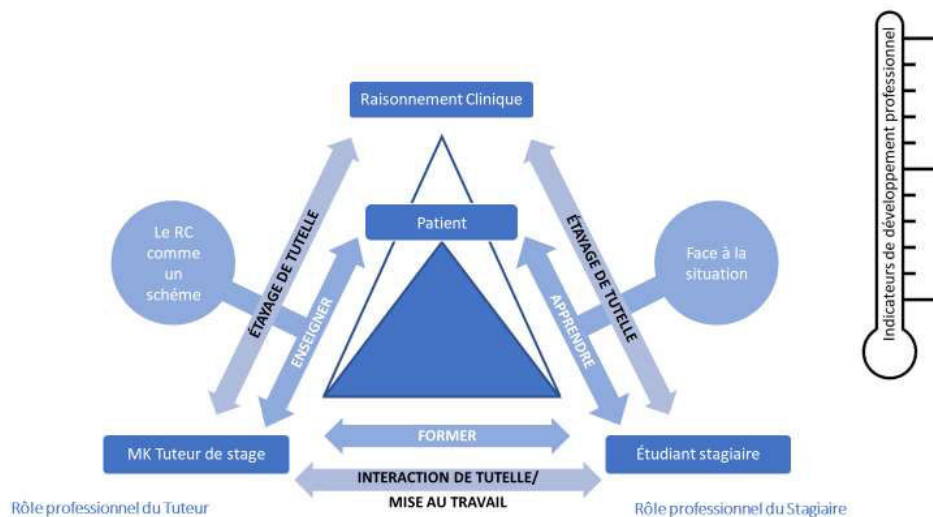 Raisonnement Clinique
Patient
Le RC
comme
un
schéme
Face à la
situation
ÉTAYAGE DE TUTELLE
ENSEIGNER
APPRENDRE
ÉTAYAGE DE TUTELLE
Indicateurs de développement professionnel
FORMER
MK Tuteur de stage
Étudiant stagiaire
INTERACTION DE TUTELLE/
MISE AU TRAVAIL
Rôle professionnel du Tuteur
Rôle professionnel du Stagiaire